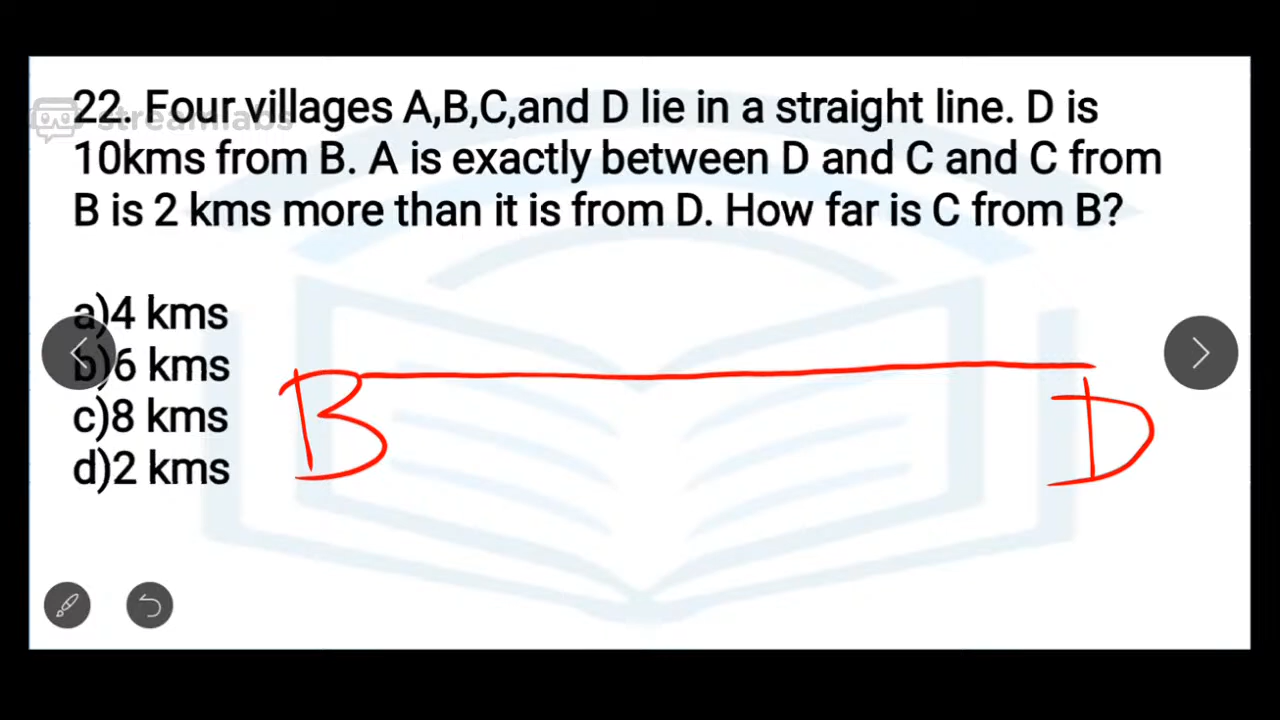 streamlabs
22. Four villages A,B,C,and D lie in a straight line. D is
10kms from B. A is exactly between D and C and C from
B is 2 kms more than it is from D. How far is C from B?
a)4 kms
b)6 kms
c)8 kms
d)2 kms
B D